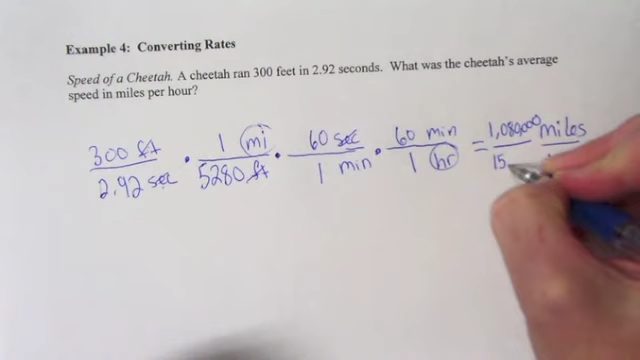 Example 4: Converting Rates
Speed of a Cheetah. A cheetah ran 300 feet in 2.92 seconds. What was the cheetah's average
speed in miles per hour?
300 ft / 2.92 sec · 1 mi / 5280 ft · 60 sec / 1 min · 60 min / 1 hr = 1,080,000 miles / 15